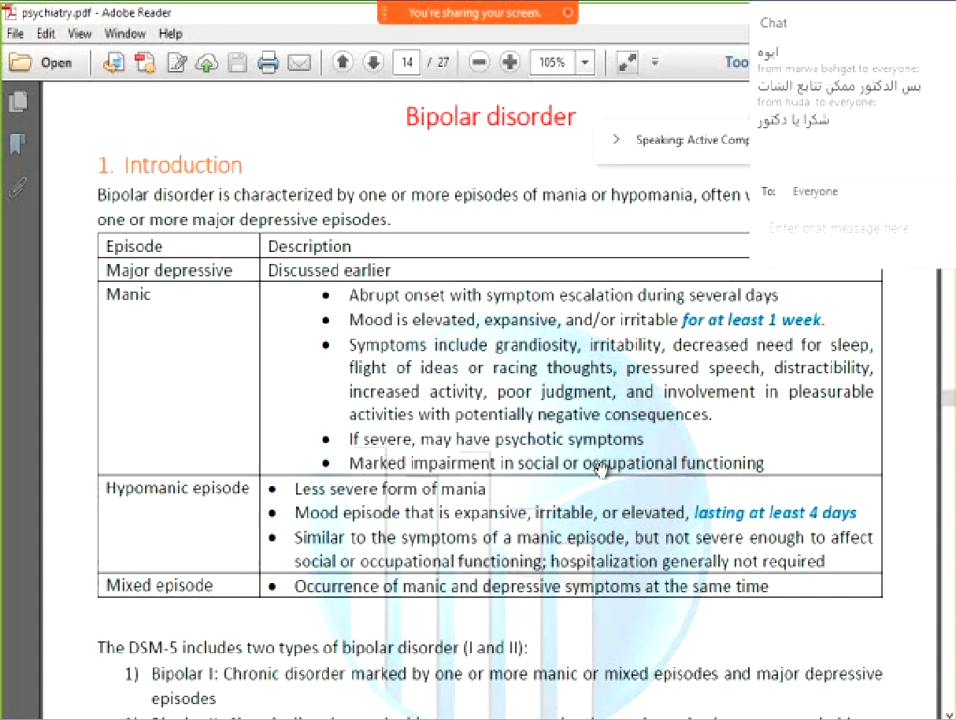 psychiatry.pdf - Adobe Reader
You're sharing your screen.
File Edit View Window Help
Open
14 / 27
105%
Too
Chat
ايوه
from marwa bahgat to everyone:
بس الدكتور ممكن تتابع الشات
from huda to everyone:
شكرا يا دكتور
To: Everyone
Enter chat message here
Speaking: Active Comp
Bipolar disorder
1. Introduction
Bipolar disorder is characterized by one or more episodes of mania or hypomania, often
one or more major depressive episodes.
Episode Description
Major depressive Discussed earlier
Manic • Abrupt onset with symptom escalation during several days
• Mood is elevated, expansive, and/or irritable for at least 1 week.
• Symptoms include grandiosity, irritability, decreased need for sleep,
flight of ideas or racing thoughts, pressured speech, distractibility,
increased activity, poor judgment, and involvement in pleasurable
activities with potentially negative consequences.
• If severe, may have psychotic symptoms
• Marked impairment in social or occupational functioning
Hypomanic episode • Less severe form of mania
• Mood episode that is expansive, irritable, or elevated, lasting at least 4 days
• Similar to the symptoms of a manic episode, but not severe enough to affect
social or occupational functioning; hospitalization generally not required
Mixed episode • Occurrence of manic and depressive symptoms at the same time
The DSM-5 includes two types of bipolar disorder (I and II):
1) Bipolar I: Chronic disorder marked by one or more manic or mixed episodes and major depressive
episodes